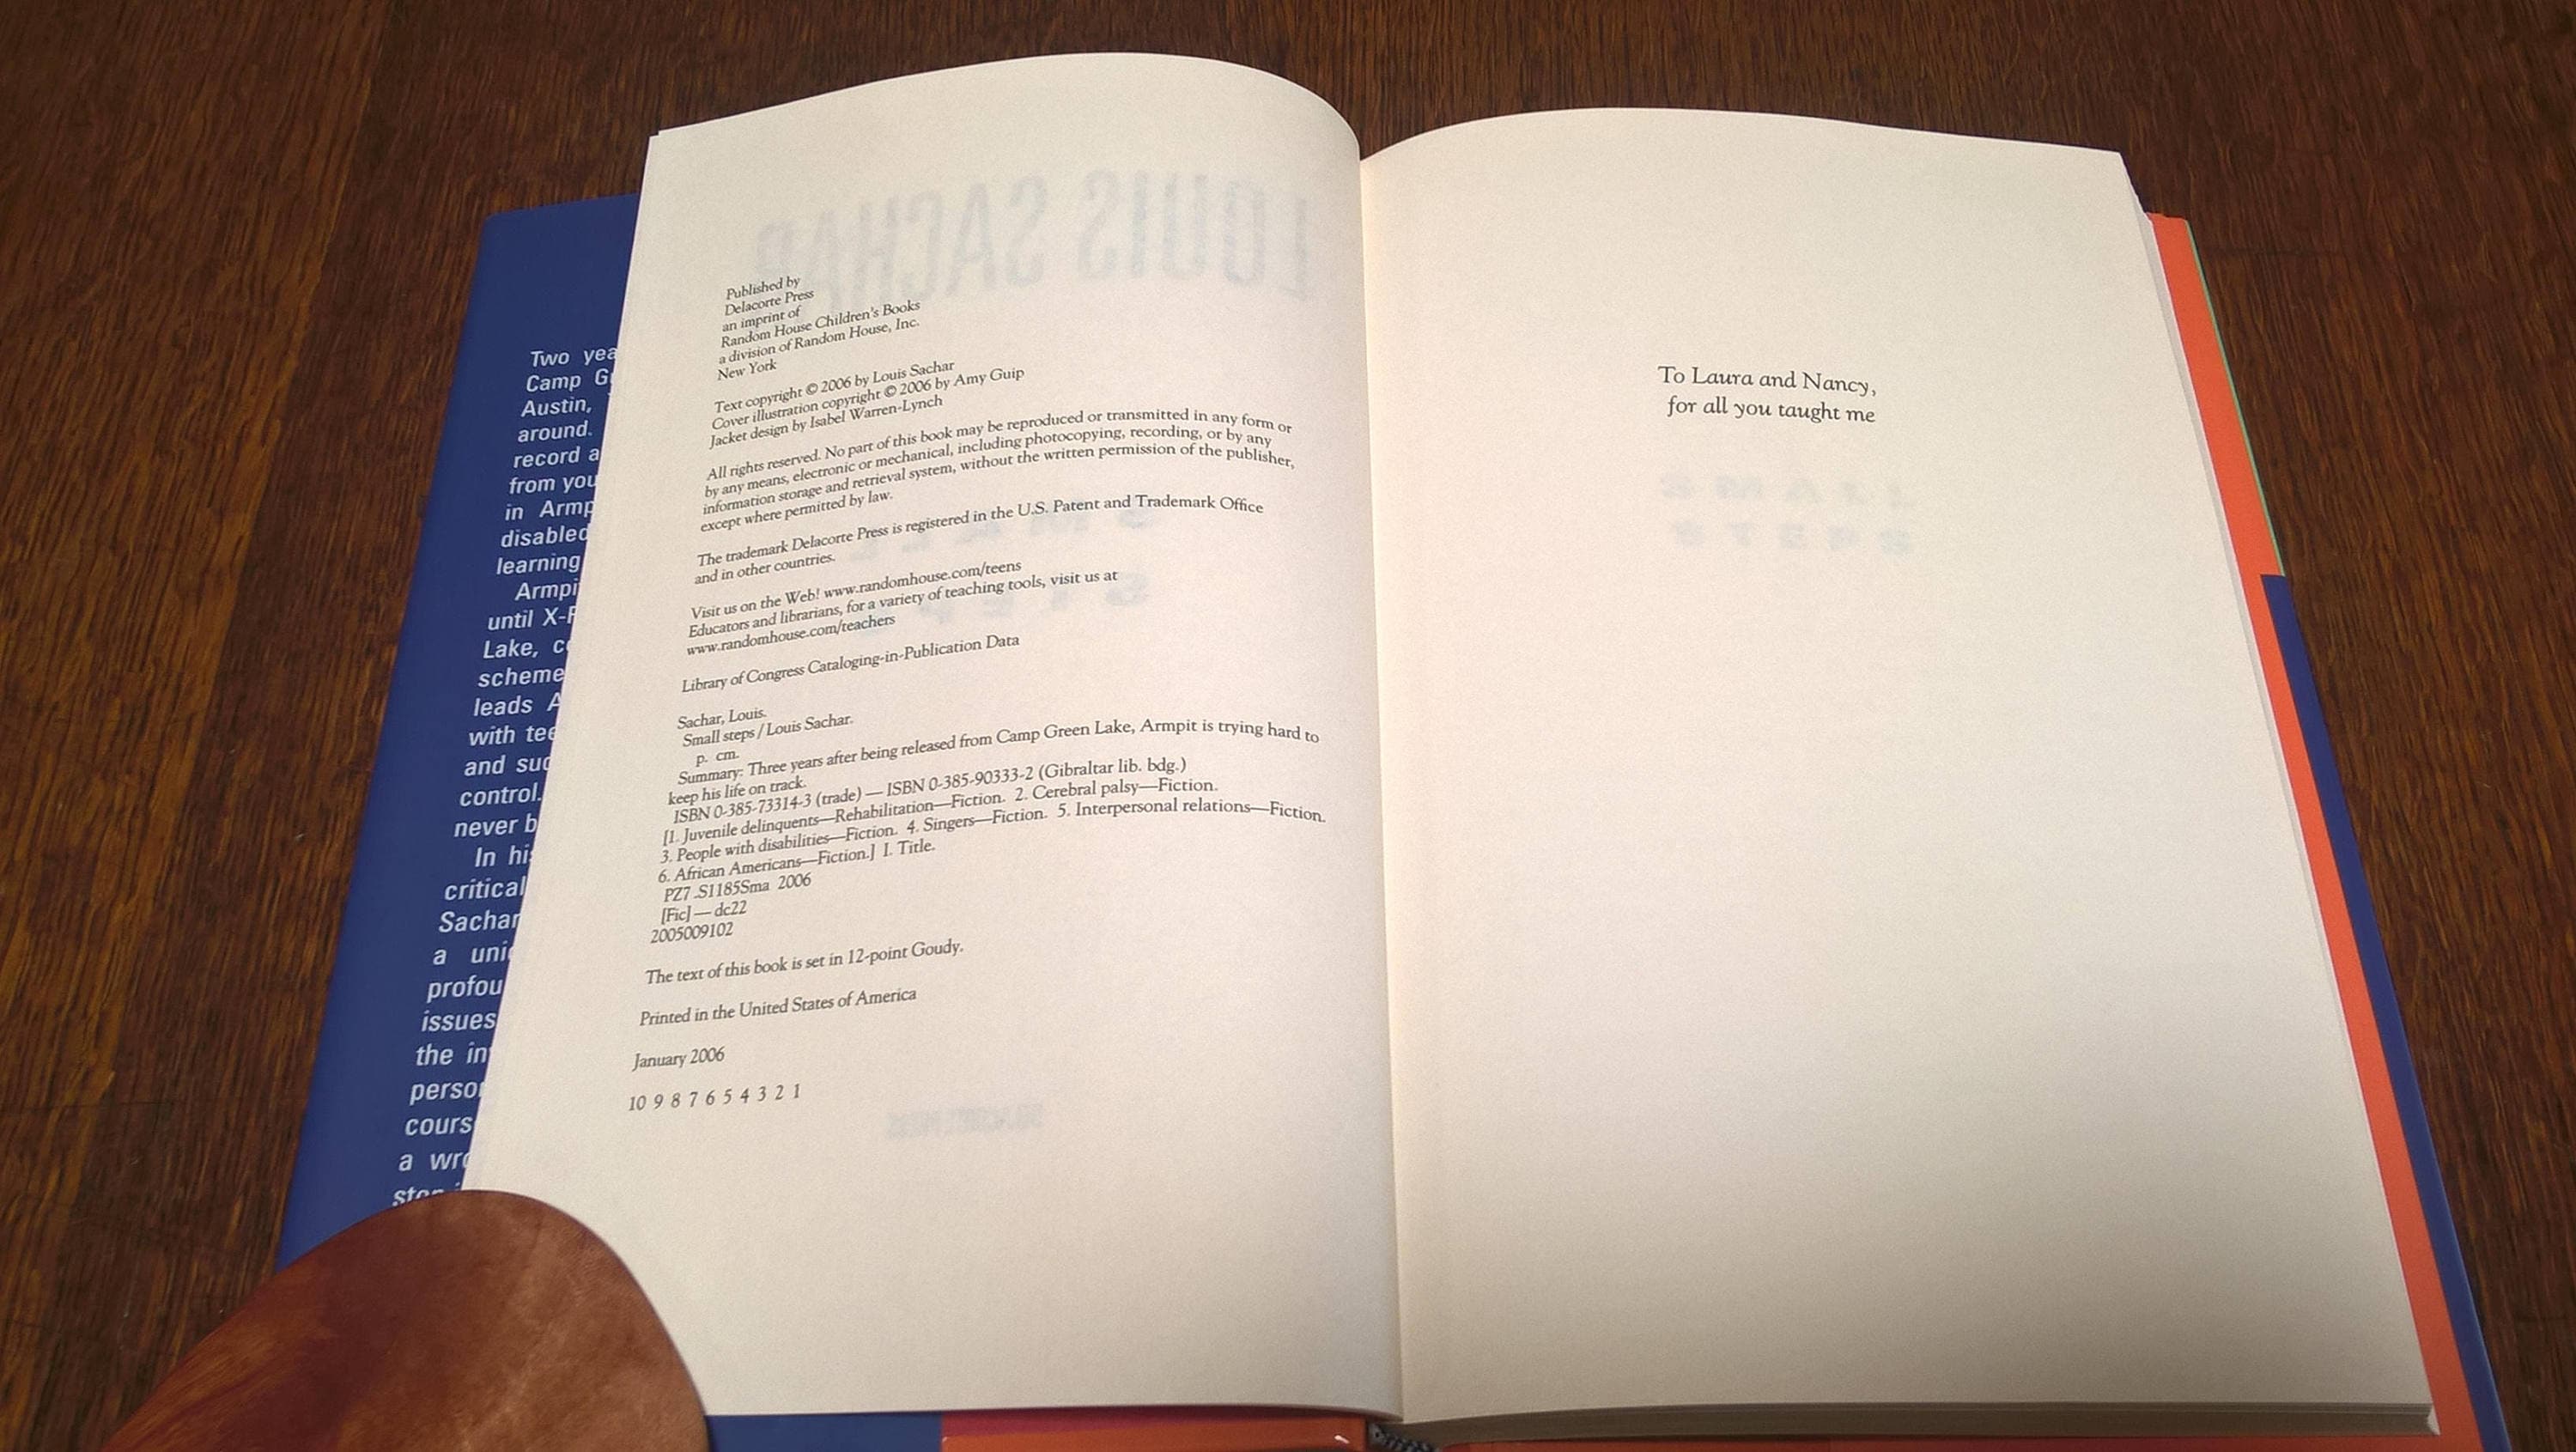 Two
Camp
Austin,
around.
record
from
in
disabled
learning
until
Lake,
scheme
leads
with
and
control.
never
In
critical
Sachar
a
issues
the
a
LOUIS SACHAR
Published by
Delacorte Press
an imprint of
Random House Children's Books
a division of Random House, Inc.
New York
Text copyright © 2006 by Louis Sachar
Cover illustration copyright © 2006 by Amy Guip
Jacket design by Isabel Warren-Lynch
All rights reserved. No part of this book may be reproduced or transmitted in any form or
by any means, electronic or mechanical, including photocopying, recording, or by any
information storage and retrieval system, without the written permission of the publisher,
except where permitted by law.
The trademark Delacorte Press is registered in the U.S. Patent and Trademark Office
and in other countries.
Visit us on the Web! www.randomhouse.com/teens
Educators and librarians, for a variety of teaching tools, visit us at
www.randomhouse.com/teachers
Library of Congress Cataloging-in-Publication Data
Sachar, Louis.
Small steps / Louis Sachar.
p. cm.
Summary: Three years after being released from Camp Green Lake, Armpit is trying hard to
keep his life on track.
ISBN 0-385-73314-3 (trade) — ISBN 0-385-90333-2 (Gibraltar lib. bdg.)
[1. Juvenile delinquents—Rehabilitation—Fiction. 2. Cerebral palsy—Fiction.
3. People with disabilities—Fiction. 4. Singers—Fiction. 5. Interpersonal relations—Fiction.
6. African Americans—Fiction.] I. Title.
PZ7 .S1185Sma 2006
[Fic] — dc22
2005009102
The text of this book is set in 12-point Goudy.
Printed in the United States of America
January 2006
10 9 8 7 6 5 4 3 2 1
To Laura and Nancy,
for all you taught me
SMALL
STEPS